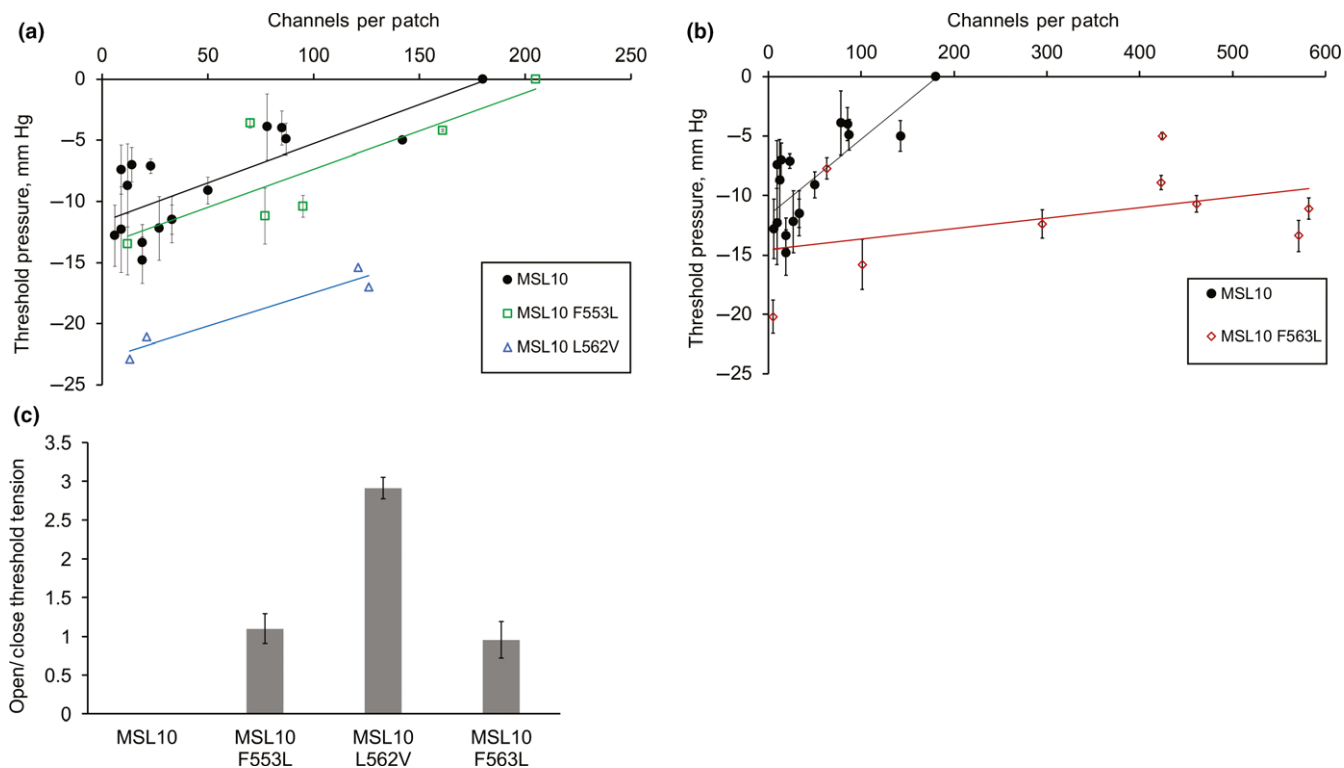 (a)
Channels per patch
0 50 100 150 200 250
0
–5
–10
–15
–20
–25
Threshold pressure, mm Hg
MSL10
MSL10 F553L
MSL10 L562V
(b)
Channels per patch
0 100 200 300 400 500 600
0
–5
–10
–15
–20
–25
Threshold pressure, mm Hg
MSL10
MSL10 F563L
(c)
3.5
3
2.5
2
1.5
1
0.5
0
Open/ close threshold tension
MSL10
MSL10
F553L
MSL10
L562V
MSL10
F563L